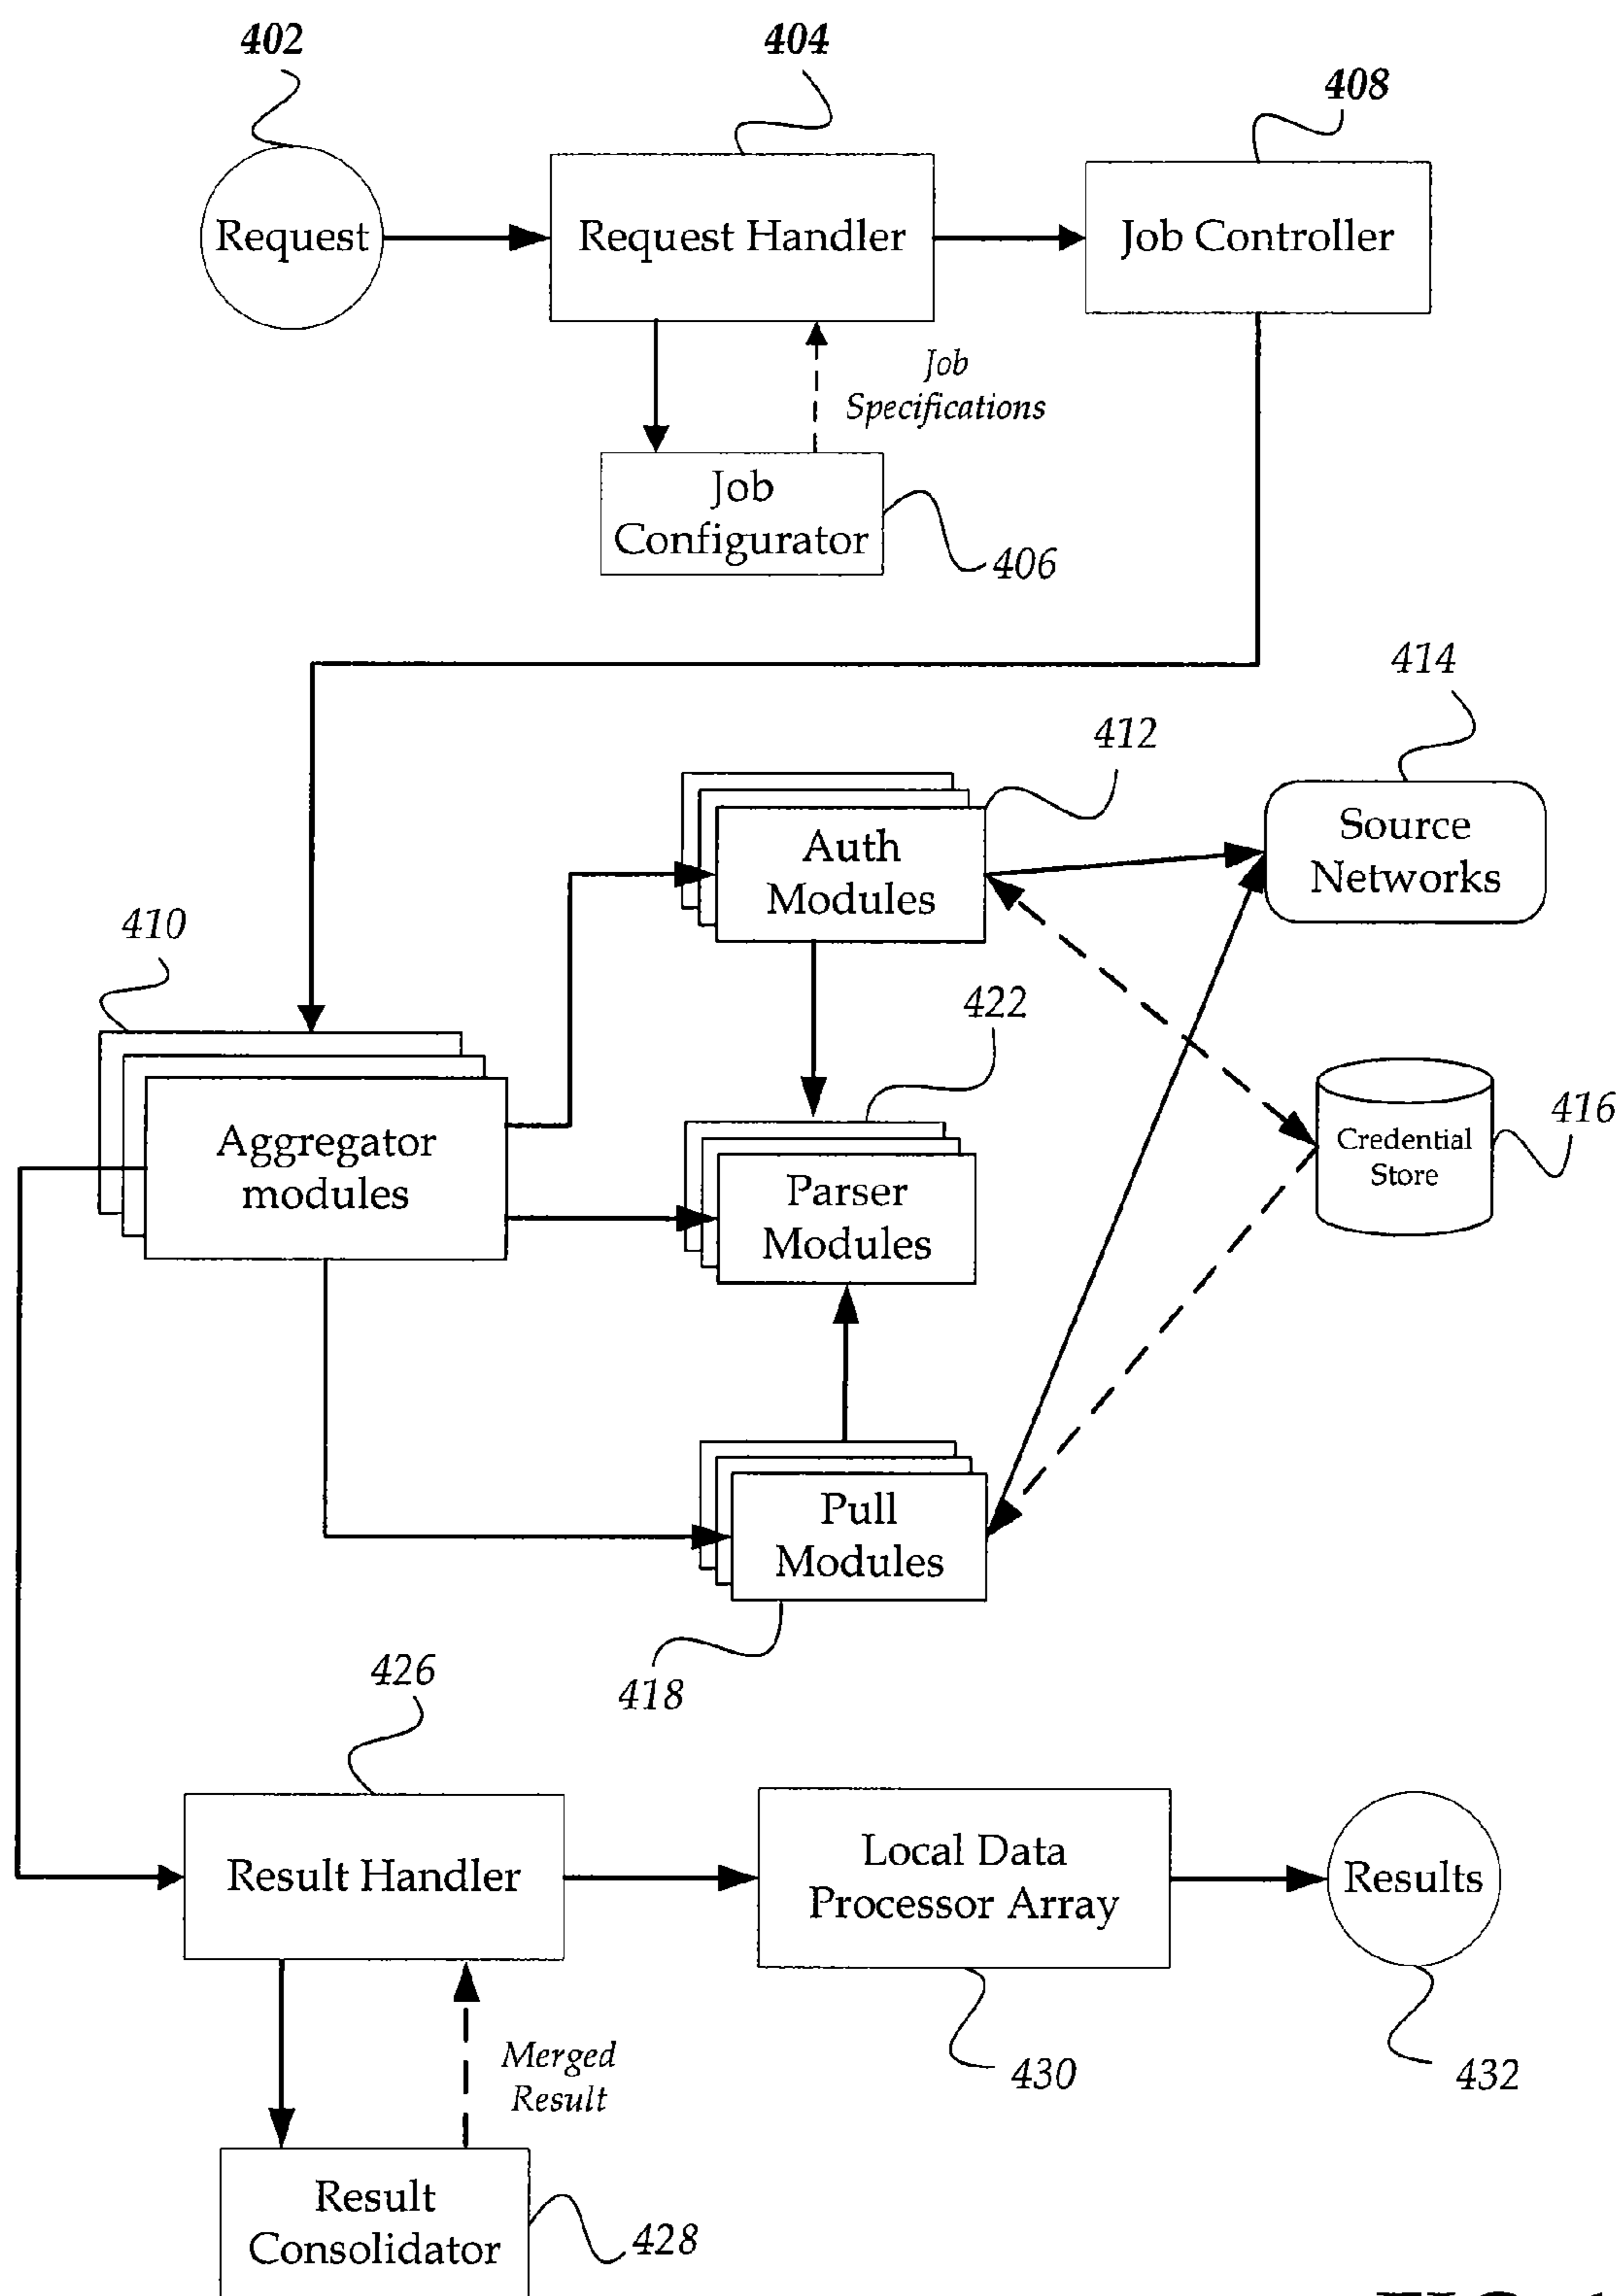 402
404
408
Request
Request Handler
Job Controller
Job
Specifications
Job
Configurator
406
414
412
Auth
Modules
Source
Networks
410
422
416
Aggregator
modules
Parser
Modules
Credential
Store
Pull
Modules
418
426
Result Handler
Local Data
Processor Array
Results
Merged
Result
430
432
Result
Consolidator
428